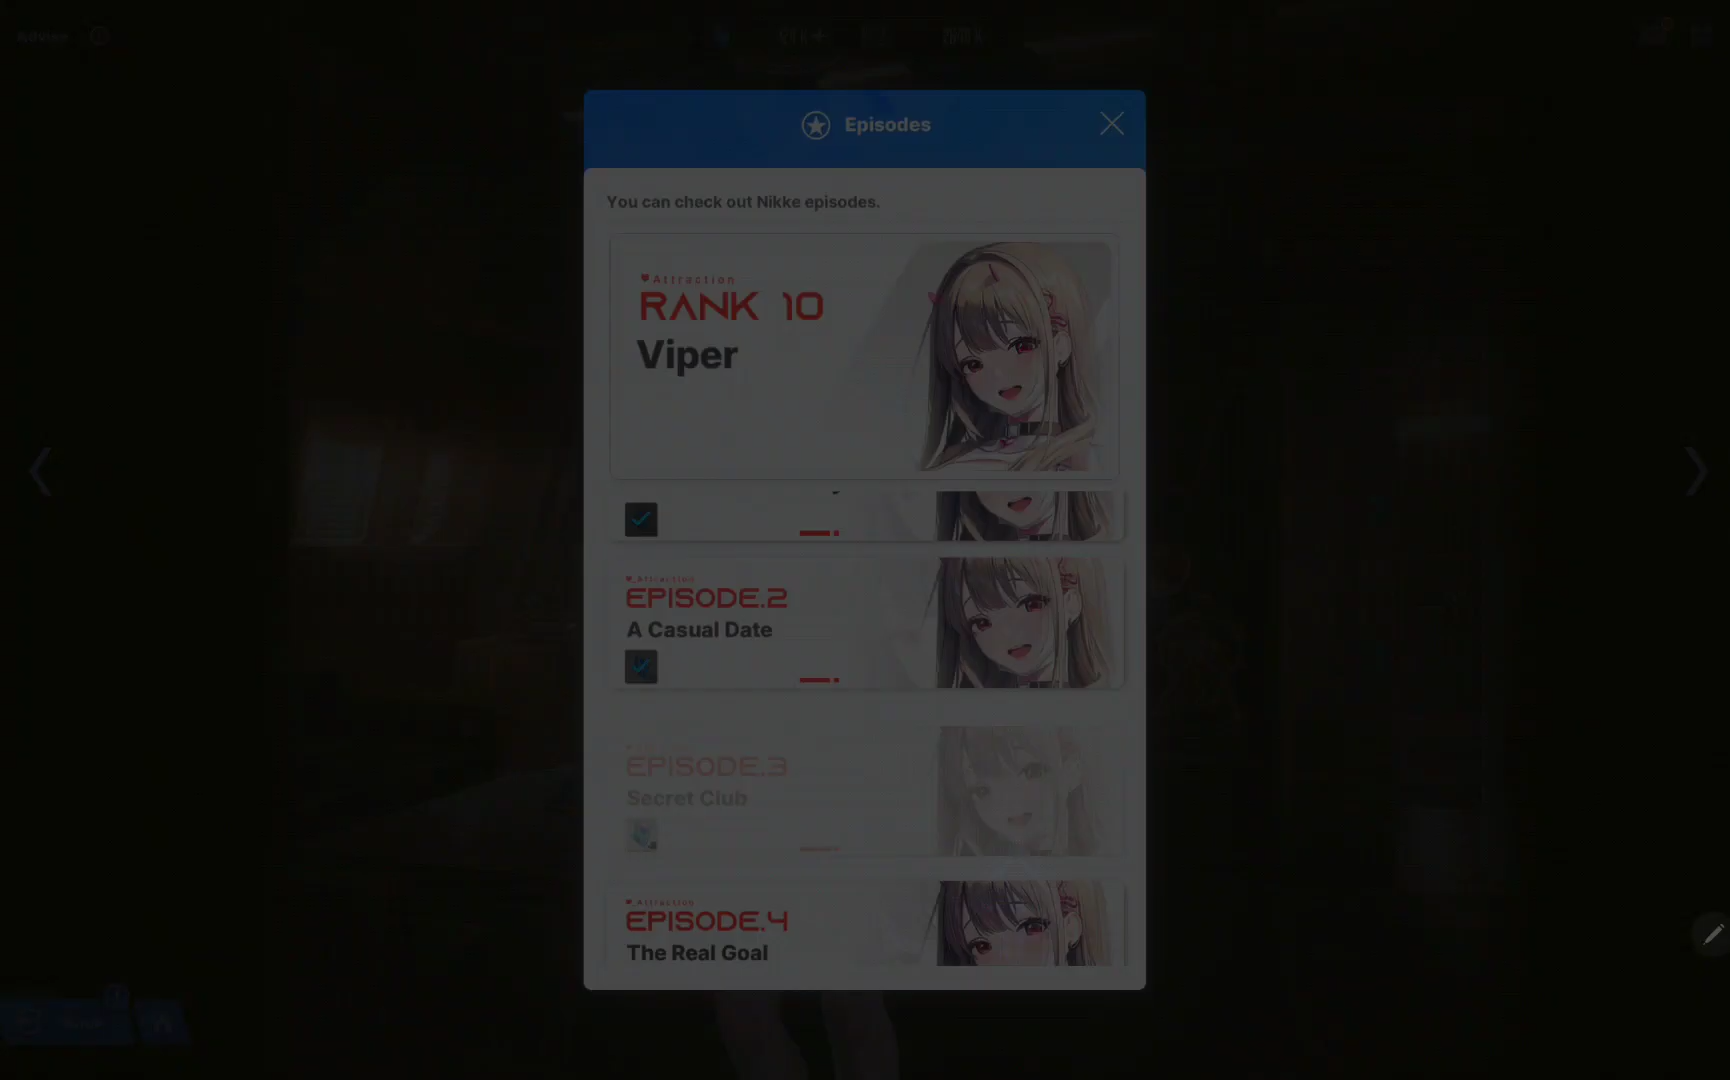 Episodes
You can check out Nikke episodes.
Attraction
RANK 10
Viper
Attraction
EPISODE.2
A Casual Date
EPISODE.3
Secret Club
Attraction
EPISODE.4
The Real Goal